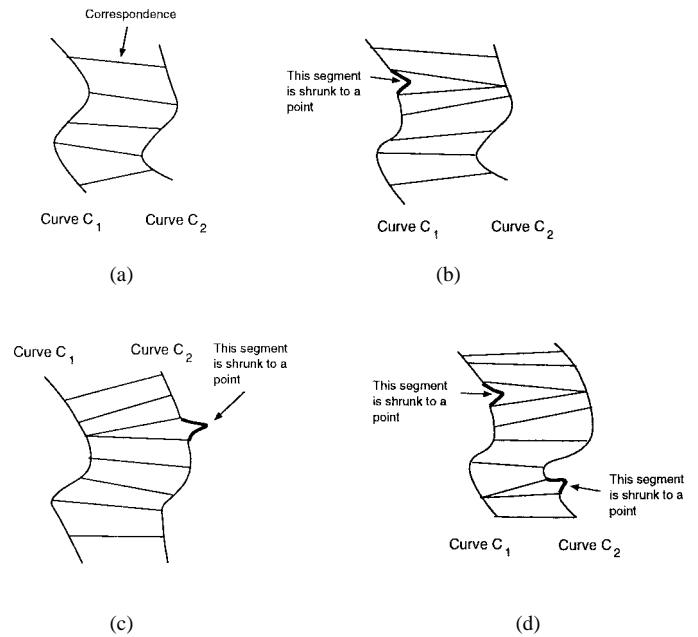 Correspondence
This segment
is shrunk to a
point
Curve C1 Curve C2
Curve C1 Curve C2
(a) (b)
Curve C1 Curve C2
This segment
is shrunk to a
point
This segment
is shrunk to a
point
This segment
is shrunk to a
point
Curve C1 Curve C2
(c) (d)